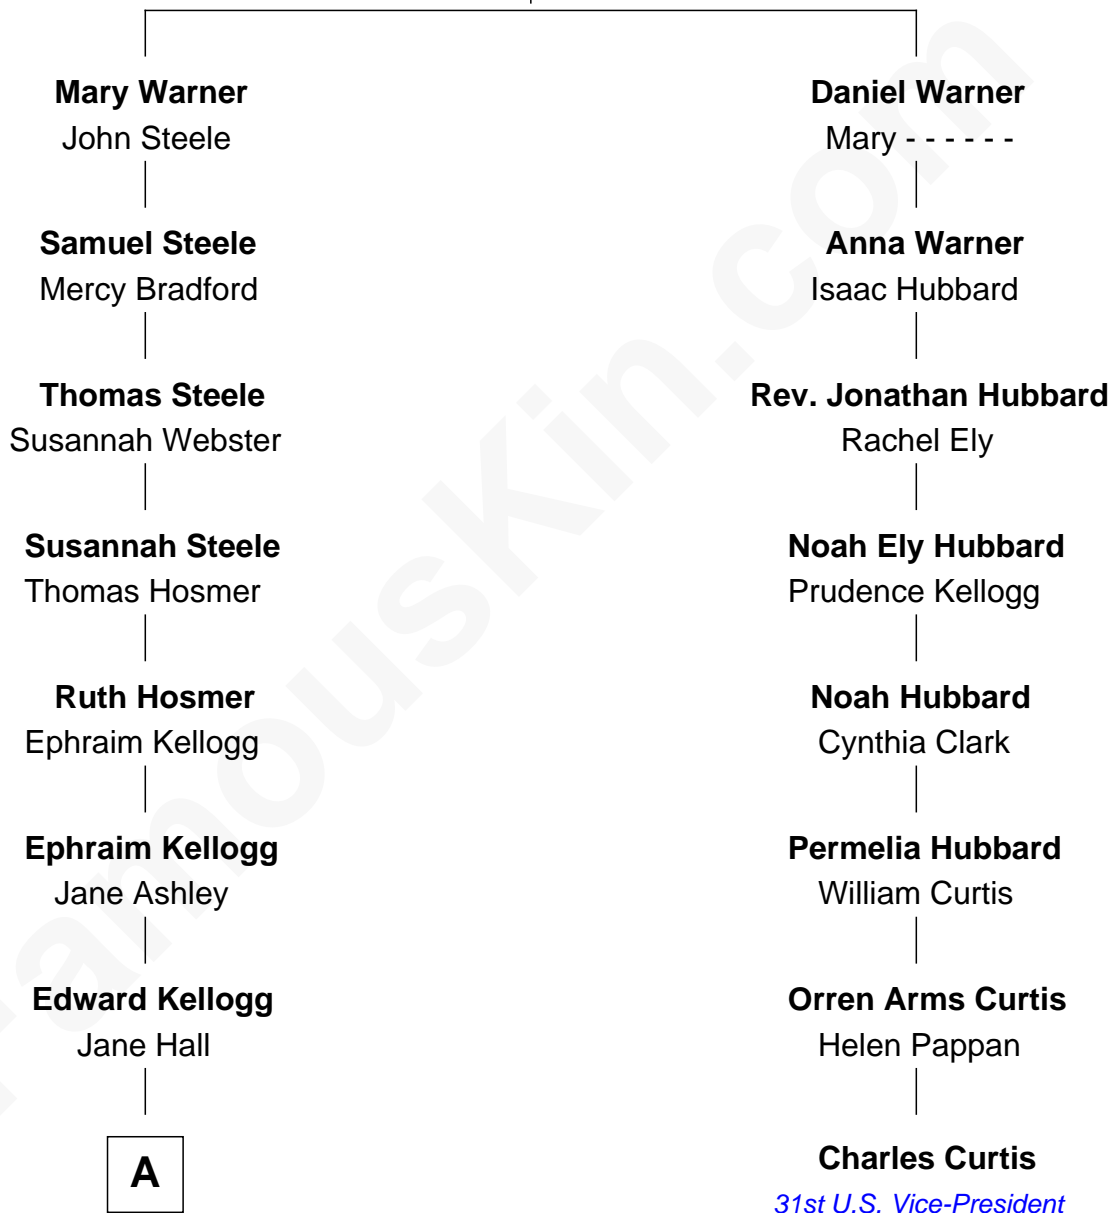 Mary Warner
John Steele
Samuel Steele
Mercy Bradford
Thomas Steele
Susannah Webster
Susannah Steele
Thomas Hosmer
Ruth Hosmer
Ephraim Kellogg
Ephraim Kellogg
Jane Ashley
Edward Kellogg
Jane Hall
A
Daniel Warner
Mary - - - - - -
Anna Warner
Isaac Hubbard
Rev. Jonathan Hubbard
Rachel Ely
Noah Ely Hubbard
Prudence Kellogg
Noah Hubbard
Cynthia Clark
Permelia Hubbard
William Curtis
Orren Arms Curtis
Helen Pappan
Charles Curtis
31st U.S. Vice-President
FamousKin.com